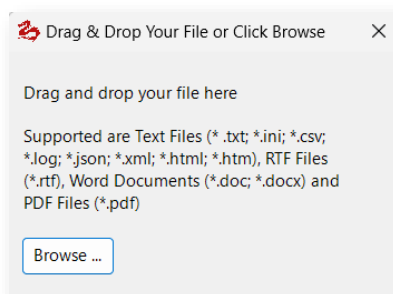 Drag & Drop Your File or Click Browse
Drag and drop your file here
Supported are Text Files (* .txt; *.ini; *.csv;
*.log; *.json; *.xml; *.html; *.htm), RTF Files
(*.rtf), Word Documents (*.doc; *.docx) and
PDF Files (*.pdf)
Browse ...